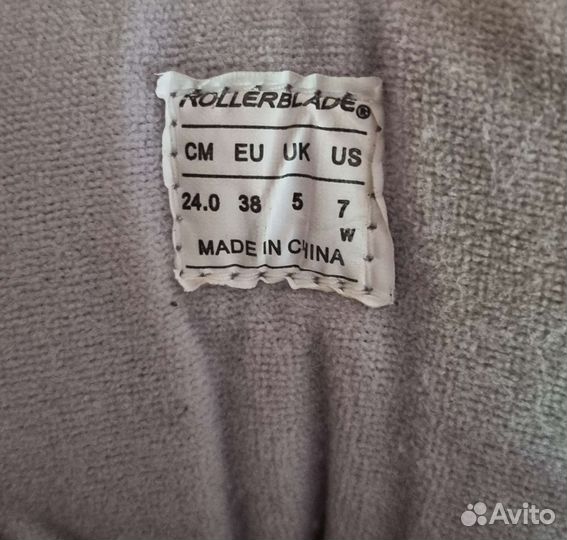 ROLLERBLADE®
CM EU UK US
24.0 38 5 7
W
MADE IN CHINA
Avito